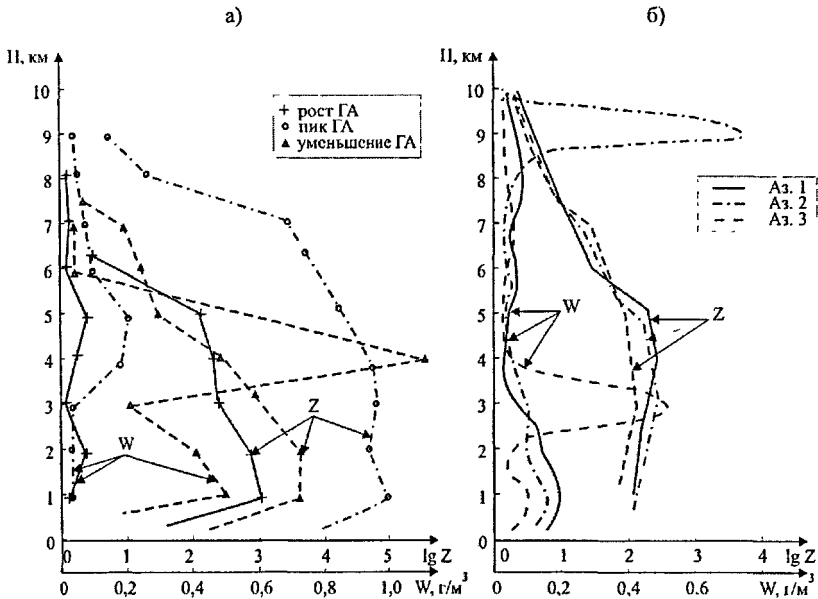 а)
б)
H, км
H, км
10
9
8
7
6
5
4
3
2
1
0
10
9
8
7
6
5
4
3
2
1
0
рост ГА
пик ГА
уменьшение ГА
Аз. 1
Аз. 2
Аз. 3
W
Z
W
Z
0 1 2 3 4 5 lg Z
0 0,2 0,4 0,6 0,8 1,0 W, г/м³
0 1 2 3 4 lg Z
0 0,2 0,4 0.6 W, г/м³